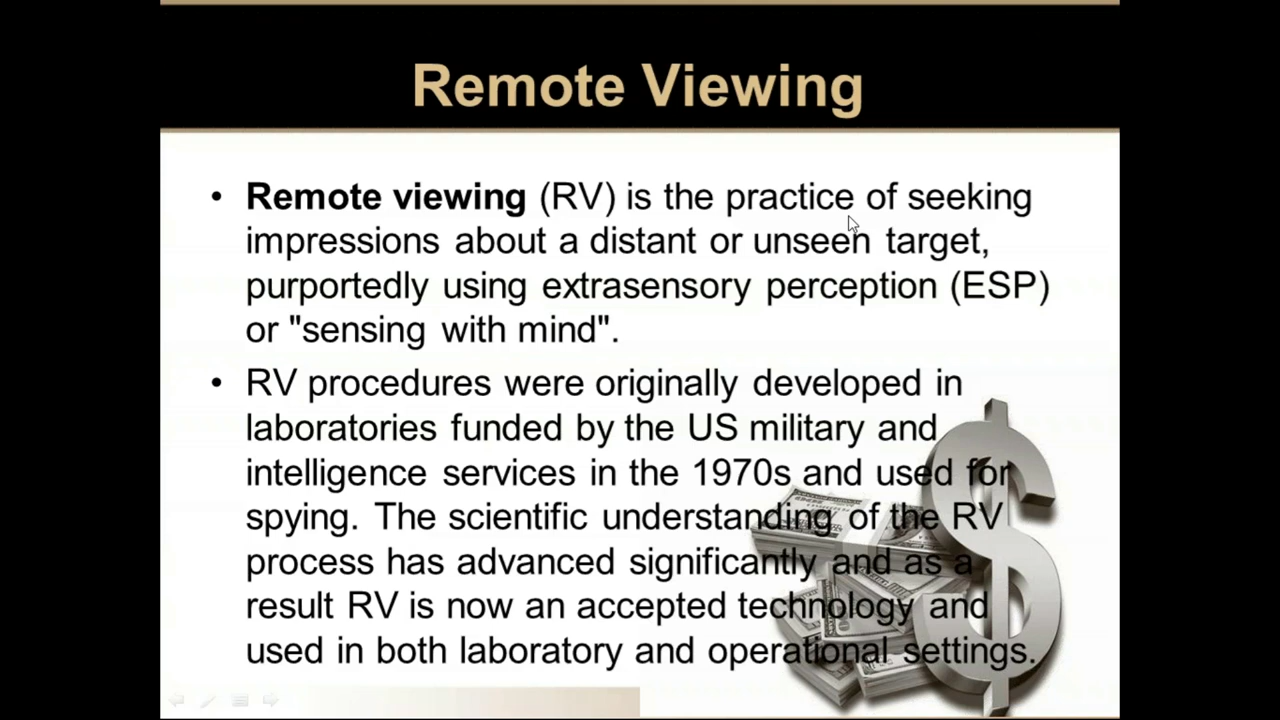 Remote Viewing
• Remote viewing (RV) is the practice of seeking
impressions about a distant or unseen target,
purportedly using extrasensory perception (ESP)
or "sensing with mind".
• RV procedures were originally developed in
laboratories funded by the US military and
intelligence services in the 1970s and used for
spying. The scientific understanding of the RV
process has advanced significantly and as a
result RV is now an accepted technology and
used in both laboratory and operational settings.